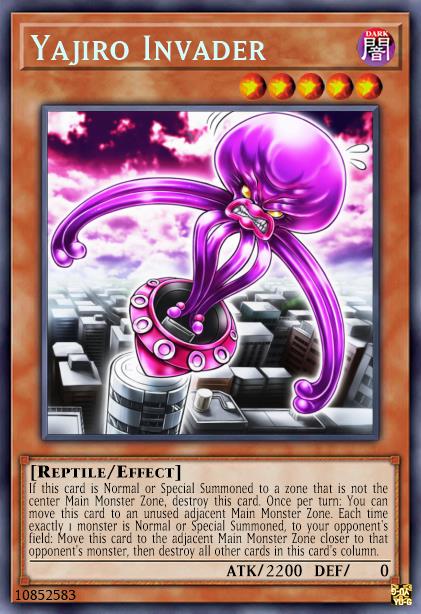 YAJIRO INVADER
DARK
闇
[REPTILE/EFFECT]
If this card is Normal or Special Summoned to a zone that is not the
center Main Monster Zone, destroy this card. Once per turn: You can
move this card to an unused adjacent Main Monster Zone. Each time
exactly 1 monster is Normal or Special Summoned, to your opponent's
field: Move this card to the adjacent Main Monster Zone closer to that
opponent's monster, then destroy all other cards in this card's column.
ATK/2200 DEF/ 0
10852583